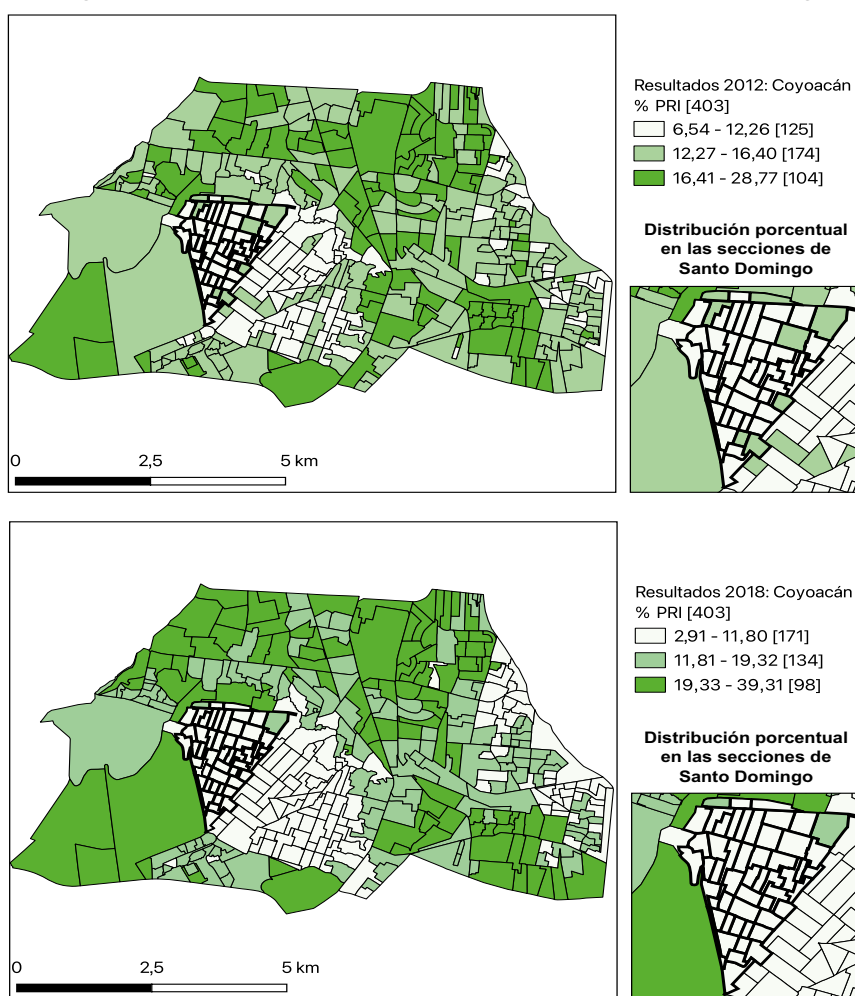 Resultados 2012: Coyoacán
% PRI [403]
6,54 - 12,26 [125]
12,27 - 16,40 [174]
16,41 - 28,77 [104]
Distribución porcentual
en las secciones de
Santo Domingo
0 2,5 5 km
Resultados 2018: Coyoacán
% PRI [403]
2,91 - 11,80 [171]
11,81 - 19,32 [134]
19,33 - 39,31 [98]
Distribución porcentual
en las secciones de
Santo Domingo
0 2,5 5 km